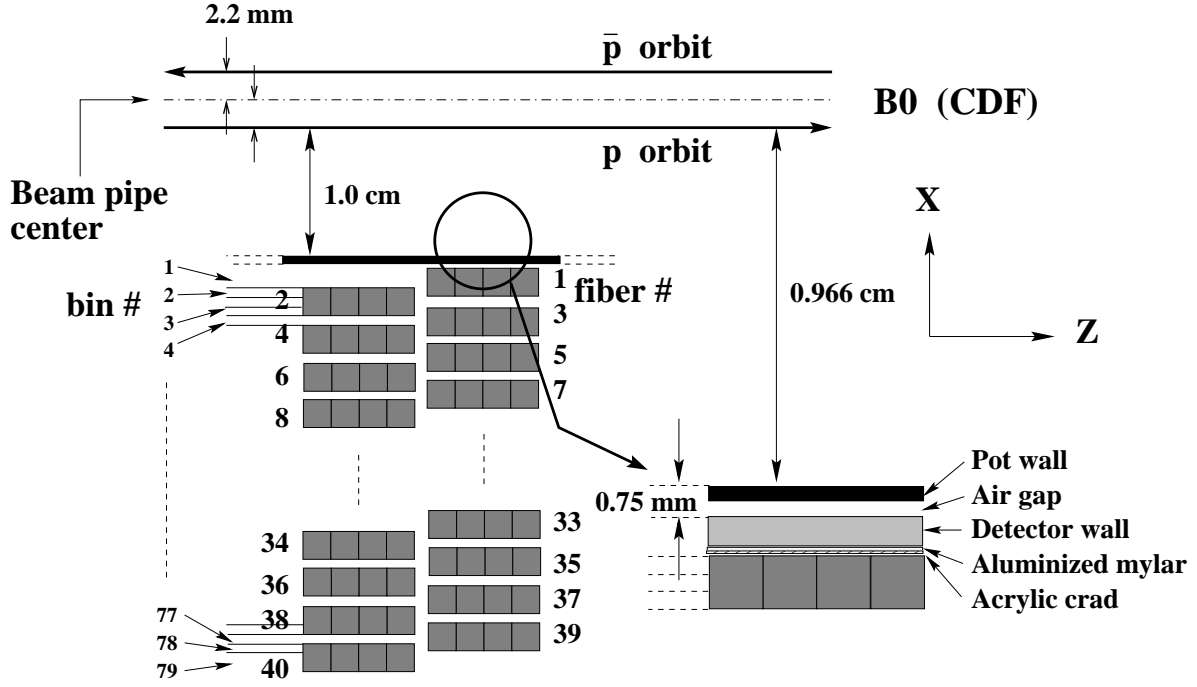 2.2 mm
p̄ orbit
B0 (CDF)
p orbit
Beam pipe
center
1.0 cm
X
Z
0.966 cm
bin #
fiber #
1
2
3
4
2
4
6
8
1
3
5
7
34
36
38
40
33
35
37
39
77
78
79
0.75 mm
Pot wall
Air gap
Detector wall
Aluminized mylar
Acrylic crad